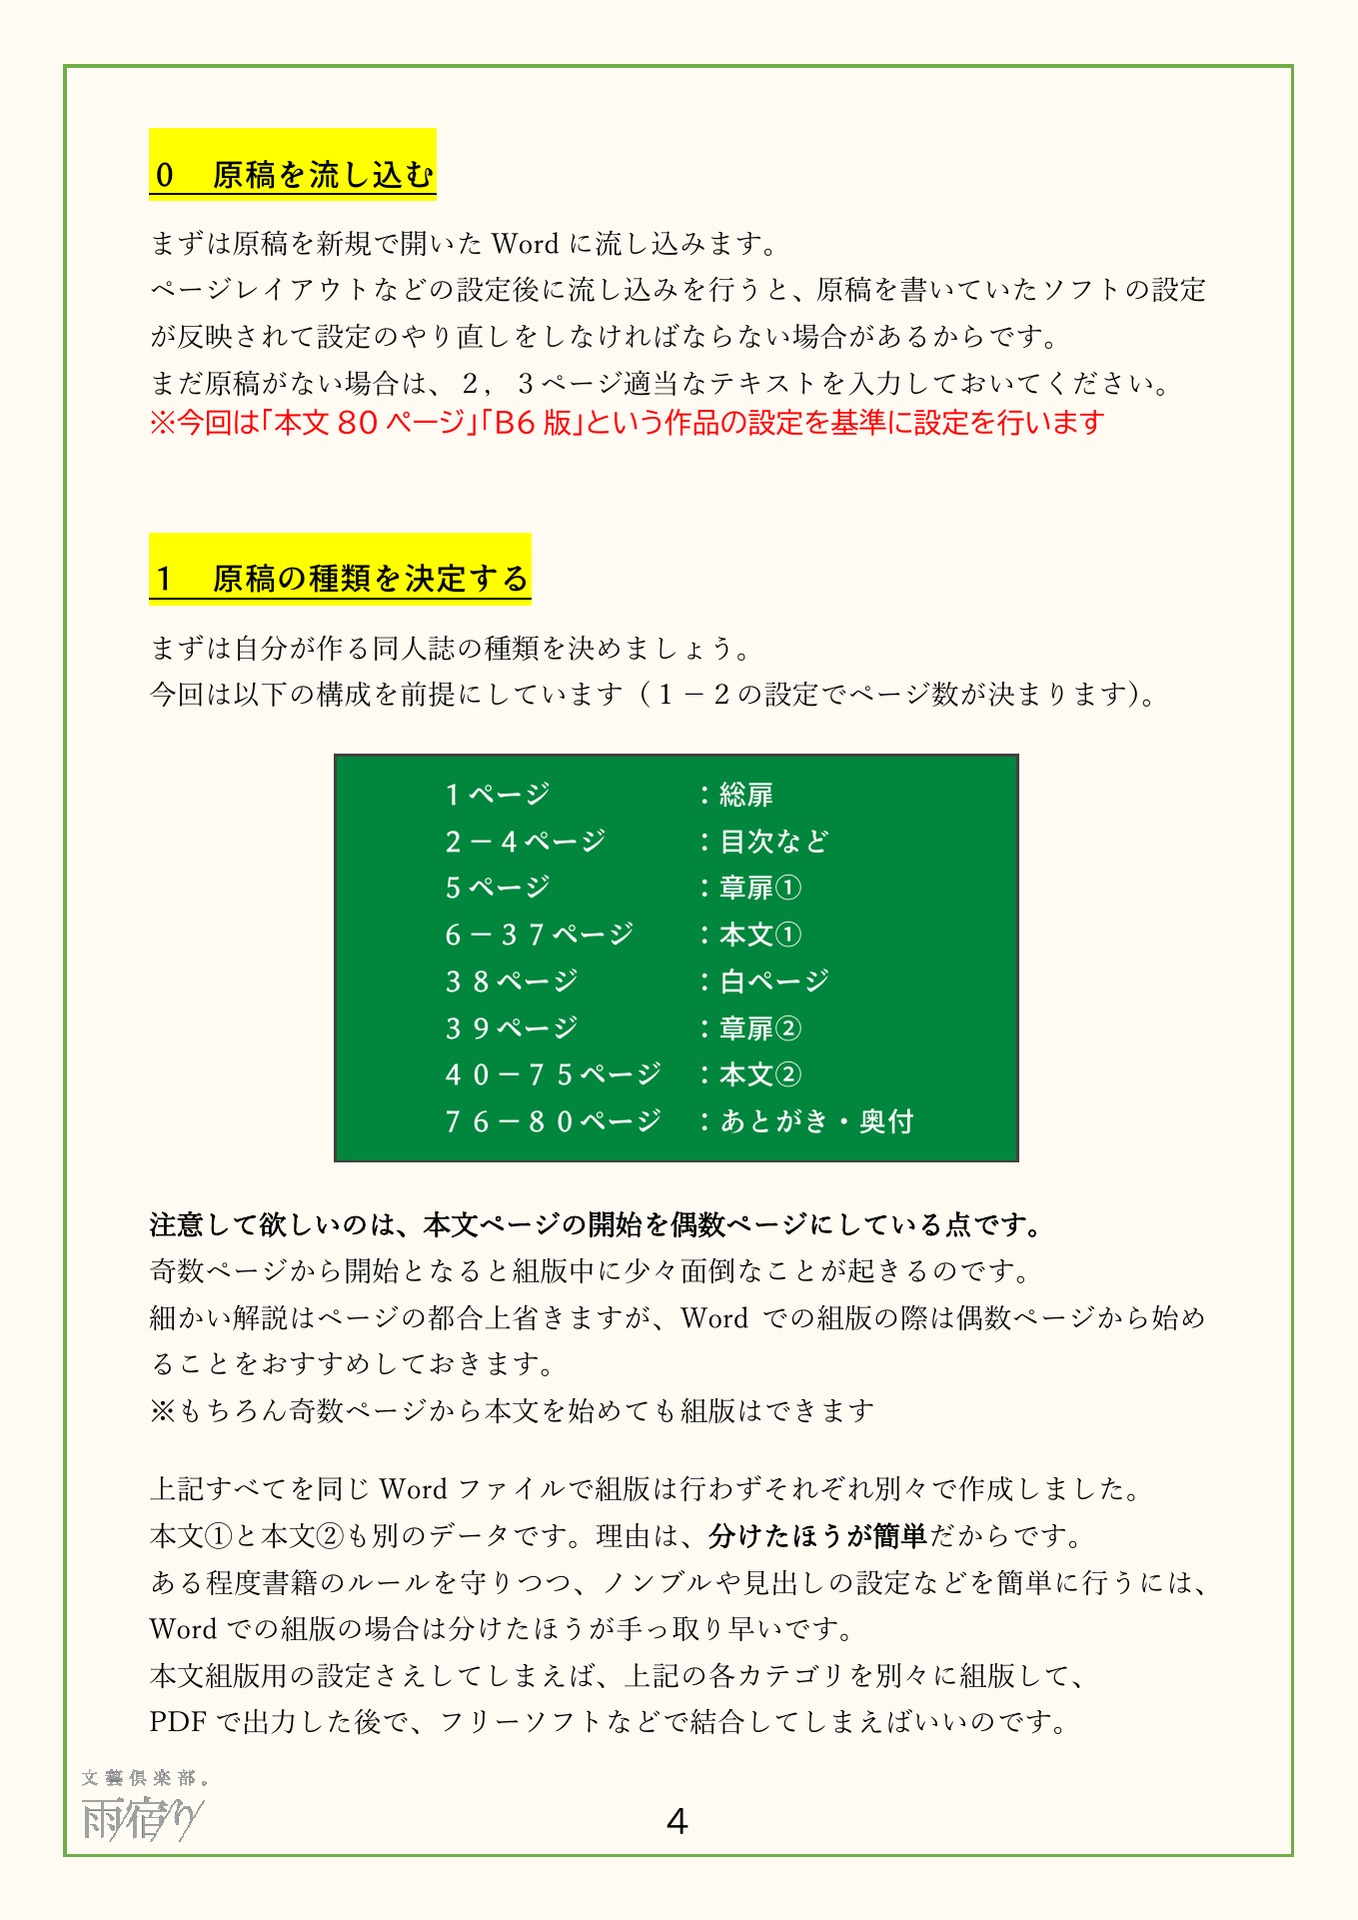 ０　原稿を流し込む
まずは原稿を新規で開いた Word に流し込みます。
ページレイアウトなどの設定後に流し込みを行うと、原稿を書いていたソフトの設定
が反映されて設定のやり直しをしなければならない場合があるからです。
まだ原稿がない場合は、２，３ページ適当なテキストを入力しておいてください。
※今回は「本文 80 ページ」「B6 版」という作品の設定を基準に設定を行います
１　原稿の種類を決定する
まずは自分が作る同人誌の種類を決めましょう。
今回は以下の構成を前提にしています（１－２の設定でページ数が決まります）。
１ページ　：総扉
２－４ページ　：目次など
５ページ　：章扉①
６－３７ページ　：本文①
３８ページ　：白ページ
３９ページ　：章扉②
４０－７５ページ　：本文②
７６－８０ページ　：あとがき・奥付
注意して欲しいのは、本文ページの開始を偶数ページにしている点です。
奇数ページから開始となると組版中に少々面倒なことが起きるのです。
細かい解説はページの都合上省きますが、Word での組版の際は偶数ページから始め
ることをおすすめしておきます。
※もちろん奇数ページから本文を始めても組版はできます
上記すべてを同じ Word ファイルで組版は行わずそれぞれ別々で作成しました。
本文①と本文②も別のデータです。理由は、分けたほうが簡単だからです。
ある程度書籍のルールを守りつつ、ノンブルや見出しの設定などを簡単に行うには、
Word での組版の場合は分けたほうが手っ取り早いです。
本文組版用の設定さえしてしまえば、上記の各カテゴリを別々に組版して、
PDF で出力した後で、フリーソフトなどで結合してしまえばいいのです。
文藝倶楽部。
雨宿り
4